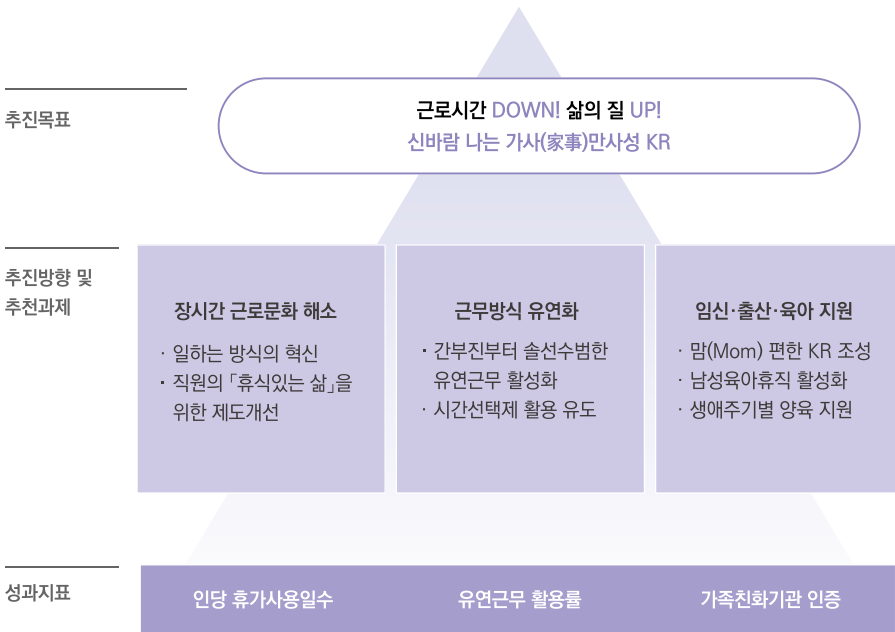 추진목표
근로시간 DOWN! 삶의 질 UP!
신바람 나는 가사(家事)만사성 KR
추진방향 및
추천과제
장시간 근로문화 해소
· 일하는 방식의 혁신
· 직원의 「휴식있는 삶」을
위한 제도개선
근무방식 유연화
· 간부진부터 솔선수범한
유연근무 활성화
· 시간선택제 활용 유도
임신·출산·육아 지원
· 맘(Mom) 편한 KR 조성
· 남성육아휴직 활성화
· 생애주기별 양육 지원
성과지표
인당 휴가사용일수
유연근무 활용률
가족친화기관 인증